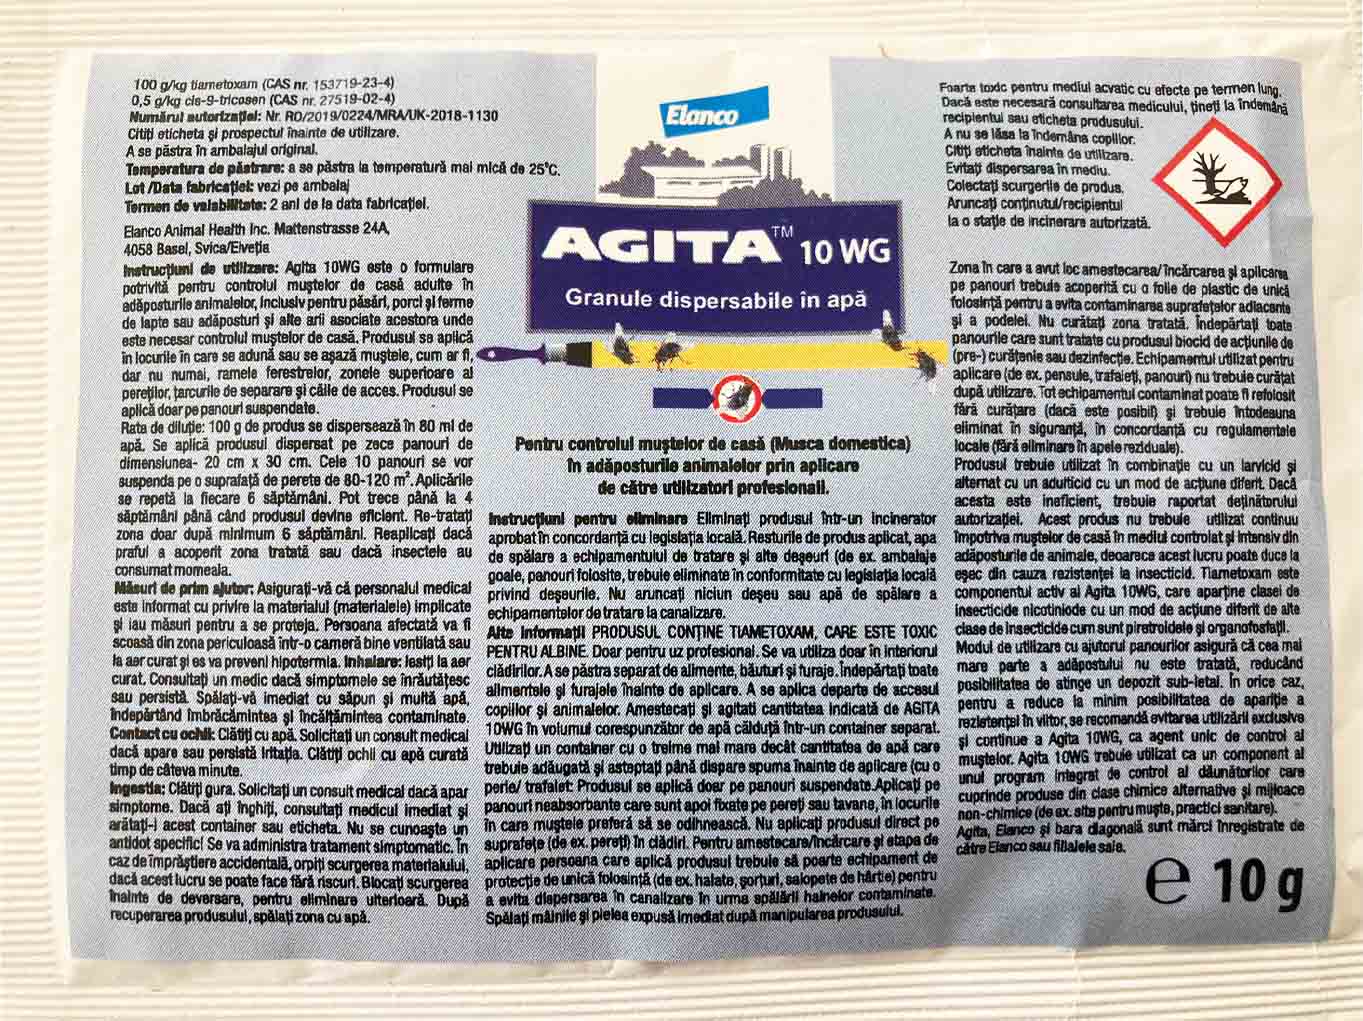 100 g/kg tiametoxam (CAS nr. 153719-23-4)
0,5 g/kg cis-9-tricosen (CAS nr. 27519-02-4)
Numărul autorizației: Nr. RO/2019/0224/MRA/UK-2018-1130
Citiți eticheta și prospectul înainte de utilizare.
A se păstra în ambalajul original.
Temperatura de păstrare: a se păstra la temperatură mai mică de 25°C.
Lot /Data fabricației: vezi pe ambalaj
Termen de valabilitate: 2 ani de la data fabricației.
Elanco Animal Health Inc. Mattenstrasse 24A,
4058 Basel, Svica/Elveția
Instrucțiuni de utilizare: Agita 10WG este o formulare
potrivită pentru controlul muștelor de casă adulte în
adăposturile animalelor, inclusiv pentru păsări, porci și ferme
de lapte sau adăposturi și alte arii asociate acestora unde
este necesar controlul muștelor de casă. Produsul se aplică
în locurile în care se adună sau se așază muștele, cum ar fi,
dar nu numai, ramele ferestrelor, zonele superioare al
pereților, țarcurile de separare și căile de acces. Produsul se
aplică doar pe panouri suspendate.
Rata de diluție: 100 g de produs se dispersează în 80 ml de
apă. Se aplică produsul dispersat pe zece panouri de
dimensiunea- 20 cm x 30 cm. Cele 10 panouri se vor
suspenda pe o suprafață de perete de 80-120 m². Aplicările
se repetă la fiecare 6 săptămâni. Pot trece până la 4
săptămâni până când produsul devine eficient. Re-tratați
zona doar după minimum 6 săptămâni. Reaplicați dacă
praful a acoperit zona tratată sau dacă insectele au
consumat momeala.
Măsuri de prim ajutor: Asigurați-vă că personalul medical
este informat cu privire la materialul (materialele) implicate
și iau măsuri pentru a se proteja. Persoana afectată va fi
scoasă din zona periculoasă într-o cameră bine ventilată sau
la aer curat și es va preveni hipotermia. Inhalare: Ieșiți la aer
curat. Consultați un medic dacă simptomele se înrăutățesc
sau persistă. Spălați-vă imediat cu săpun și multă apă,
îndepărtând îmbrăcămintea și încălțămintea contaminate.
Contact cu ochii: Clătiți cu apă. Solicitați un consult medical
dacă apare sau persistă iritația. Clătiți ochii cu apă curată
timp de câteva minute.
Ingestia: Clătiți gura. Solicitați un consult medical dacă apar
simptome. Dacă ați înghiți, consultați medicul imediat și
arătați-i acest container sau eticheta. Nu se cunoaște un
antidot specific! Se va administra tratament simptomatic. În
caz de împrăștiere accidentală, opriți scurgerea materialului,
dacă acest lucru se poate face fără riscuri. Blocați scurgerea
înainte de deversare, pentru eliminare ulterioară. După
recuperarea produsului, spălați zona cu apă.
Elanco
AGITA™ 10 WG
Granule dispersabile în apă
Pentru controlul muștelor de casă (Musca domestica)
în adăposturile animalelor prin aplicare
de către utilizatori profesionali.
Instrucțiuni pentru eliminare Eliminați produsul într-un incinerator
aprobat în concordanță cu legislația locală. Resturile de produs aplicat, apa
de spălare a echipamentului de tratare și alte deșeuri (de ex. ambalaje
goale, panouri folosite, trebuie eliminate în conformitate cu legislația locală
privind deșeurile. Nu aruncați niciun deșeu sau apă de spălare a
echipamentelor de tratare la canalizare.
Alte informații PRODUSUL CONȚINE TIAMETOXAM, CARE ESTE TOXIC
PENTRU ALBINE. Doar pentru uz profesional. Se va utiliza doar în interiorul
clădirilor. A se păstra separat de alimente, băuturi și furaje. Îndepărtați toate
alimentele și furajele înainte de aplicare. A se aplica departe de accesul
copiilor și animalelor. Amestecați și agitați cantitatea indicată de AGITA
10WG în volumul corespunzător de apă călduță într-un container separat.
Utilizați un container cu o treime mai mare decât cantitatea de apă care
trebuie adăugată și așteptați până dispare spuma înainte de aplicare (cu o
perie/ trafalet: Produsul se aplică doar pe panouri suspendate.Aplicați pe
panouri neabsorbante care sunt apoi fixate pe pereți sau tavane, în locurile
în care muștele preferă să se odihnească. Nu aplicați produsul direct pe
suprafețe (de ex. pereți) în clădiri. Pentru amestecare/încărcare și etapa de
aplicare persoana care aplică produsul trebuie să poarte echipament de
protecție de unică folosință (de ex. halate, șorțuri, salopete de hârtie) pentru
a evita dispersarea în canalizare în urma spălării hainelor contaminate.
Spălați mâinile și pielea expusă imediat după manipularea produsului.
Foarte toxic pentru mediul acvatic cu efecte pe termen lung.
Dacă este necesară consultarea medicului, țineți la îndemână
recipientul sau eticheta produsului.
A nu se lăsa la îndemâna copiilor.
Citiți eticheta înainte de utilizare.
Evitați dispersarea în mediu.
Colectați scurgerile de produs.
Aruncați conținutul/recipientul
la o stație de incinerare autorizată.
Zona în care a avut loc amestecarea/încărcarea și aplicarea
pe panouri trebuie acoperită cu o folie de plastic de unică
folosință pentru a evita contaminarea suprafețelor adiacente
și a podelei. Nu curățați zona tratată. Îndepărtați toate
panourile care sunt tratate cu produsul biocid de acțiunile de
(pre-) curățenie sau dezinfecție. Echipamentul utilizat pentru
aplicare (de ex. pensule, trafaleți, panouri) nu trebuie curățat
după utilizare. Tot echipamentul contaminat poate fi refolosit
fără curățare (dacă este posibil) și trebuie întodeauna
eliminat în siguranță, în concordanță cu regulamentele
locale (fără eliminare în apele reziduale).
Produsul trebuie utilizat în combinație cu un larvicid și
alternat cu un adulticid cu un mod de acțiune diferit. Dacă
acesta este ineficient, trebuie raportat deținătorului
autorizației. Acest produs nu trebuie utilizat continuu
împotriva muștelor de casă în mediul controlat și intensiv din
adăposturile de animale, deoarece acest lucru poate duce la
eșec din cauza rezistenței la insecticid. Tiametoxam este
componentul activ al Agita 10WG, care aparține clasei de
insecticide nicotinoide cu un mod de acțiune diferit de alte
clase de insecticide cum sunt piretroidele și organofosfații.
Modul de utilizare cu ajutorul panourilor asigură că cea mai
mare parte a adăpostului nu este tratată, reducând
posibilitatea de atinge un depozit sub-letal. În orice caz,
pentru a reduce la minim posibilitatea de apariție a
rezistenței în viitor, se recomandă evitarea utilizării exclusive
și continue a Agita 10WG, ca agent unic de control al
muștelor. Agita 10WG trebuie utilizat ca un component al
unui program integrat de control al dăunătorilor care
cuprinde produse din clase chimice alternative și mijloace
non-chimice (de ex. site pentru muște, practici sanitare).
Agita, Elanco și bara diagonală sunt mărci înregistrate de
către Elanco sau filialele sale.
℮ 10 g